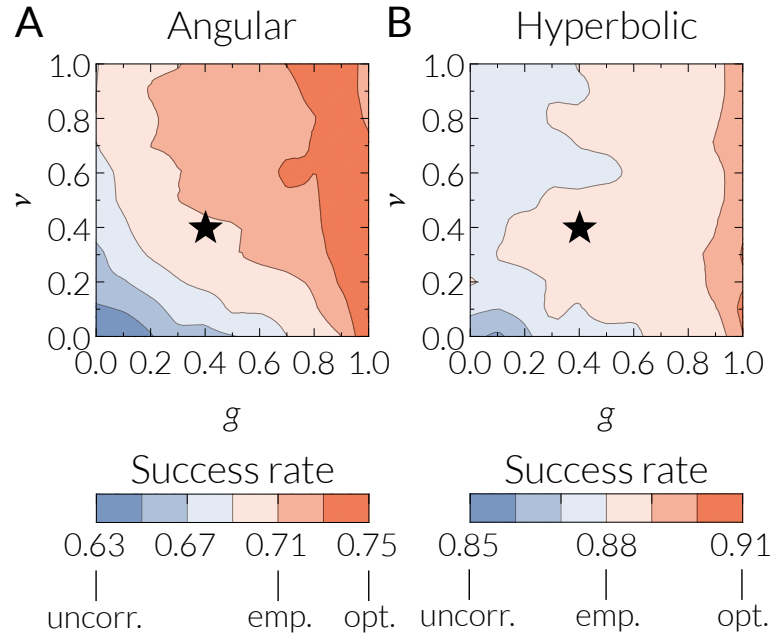 A Angular B Hyperbolic
1.0 1.0
0.8 0.8
0.6 0.6
ν ν
0.4 0.4
0.2 0.2
0.0 0.0
0.0 0.2 0.4 0.6 0.8 1.0 0.0 0.2 0.4 0.6 0.8 1.0
g g
Success rate Success rate
0.63 0.67 0.71 0.75 0.85 0.88 0.91
uncorr. emp. opt. uncorr. emp. opt.